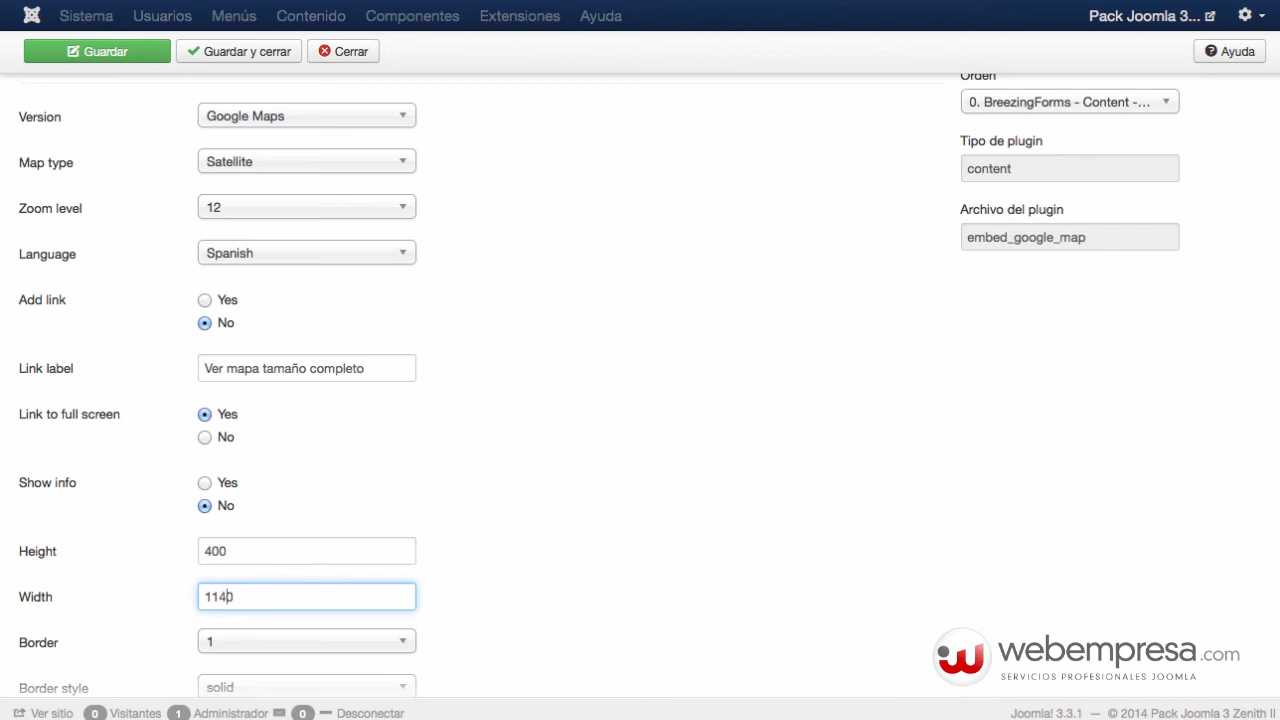 Sistema Usuarios Menús Contenido Componentes Extensiones Ayuda Pack Joomla 3...
Guardar Guardar y cerrar Cerrar Ayuda
Orden
0. BreezingForms - Content -...
Version Google Maps
Tipo de plugin
Map type Satellite
content
Zoom level 12
Archivo del plugin
embed_google_map
Language Spanish
Add link Yes
No
Link label Ver mapa tamaño completo
Link to full screen Yes
No
Show info Yes
No
Height 400
Width 1140
Border 1
webempresa.com
SERVICIOS PROFESIONALES JOOMLA
Border style solid
Ver sitio 0 Visitantes 1 Administrador 0 Desconectar Joomla! 3.3.1 — © 2014 Pack Joomla 3 Zenith II